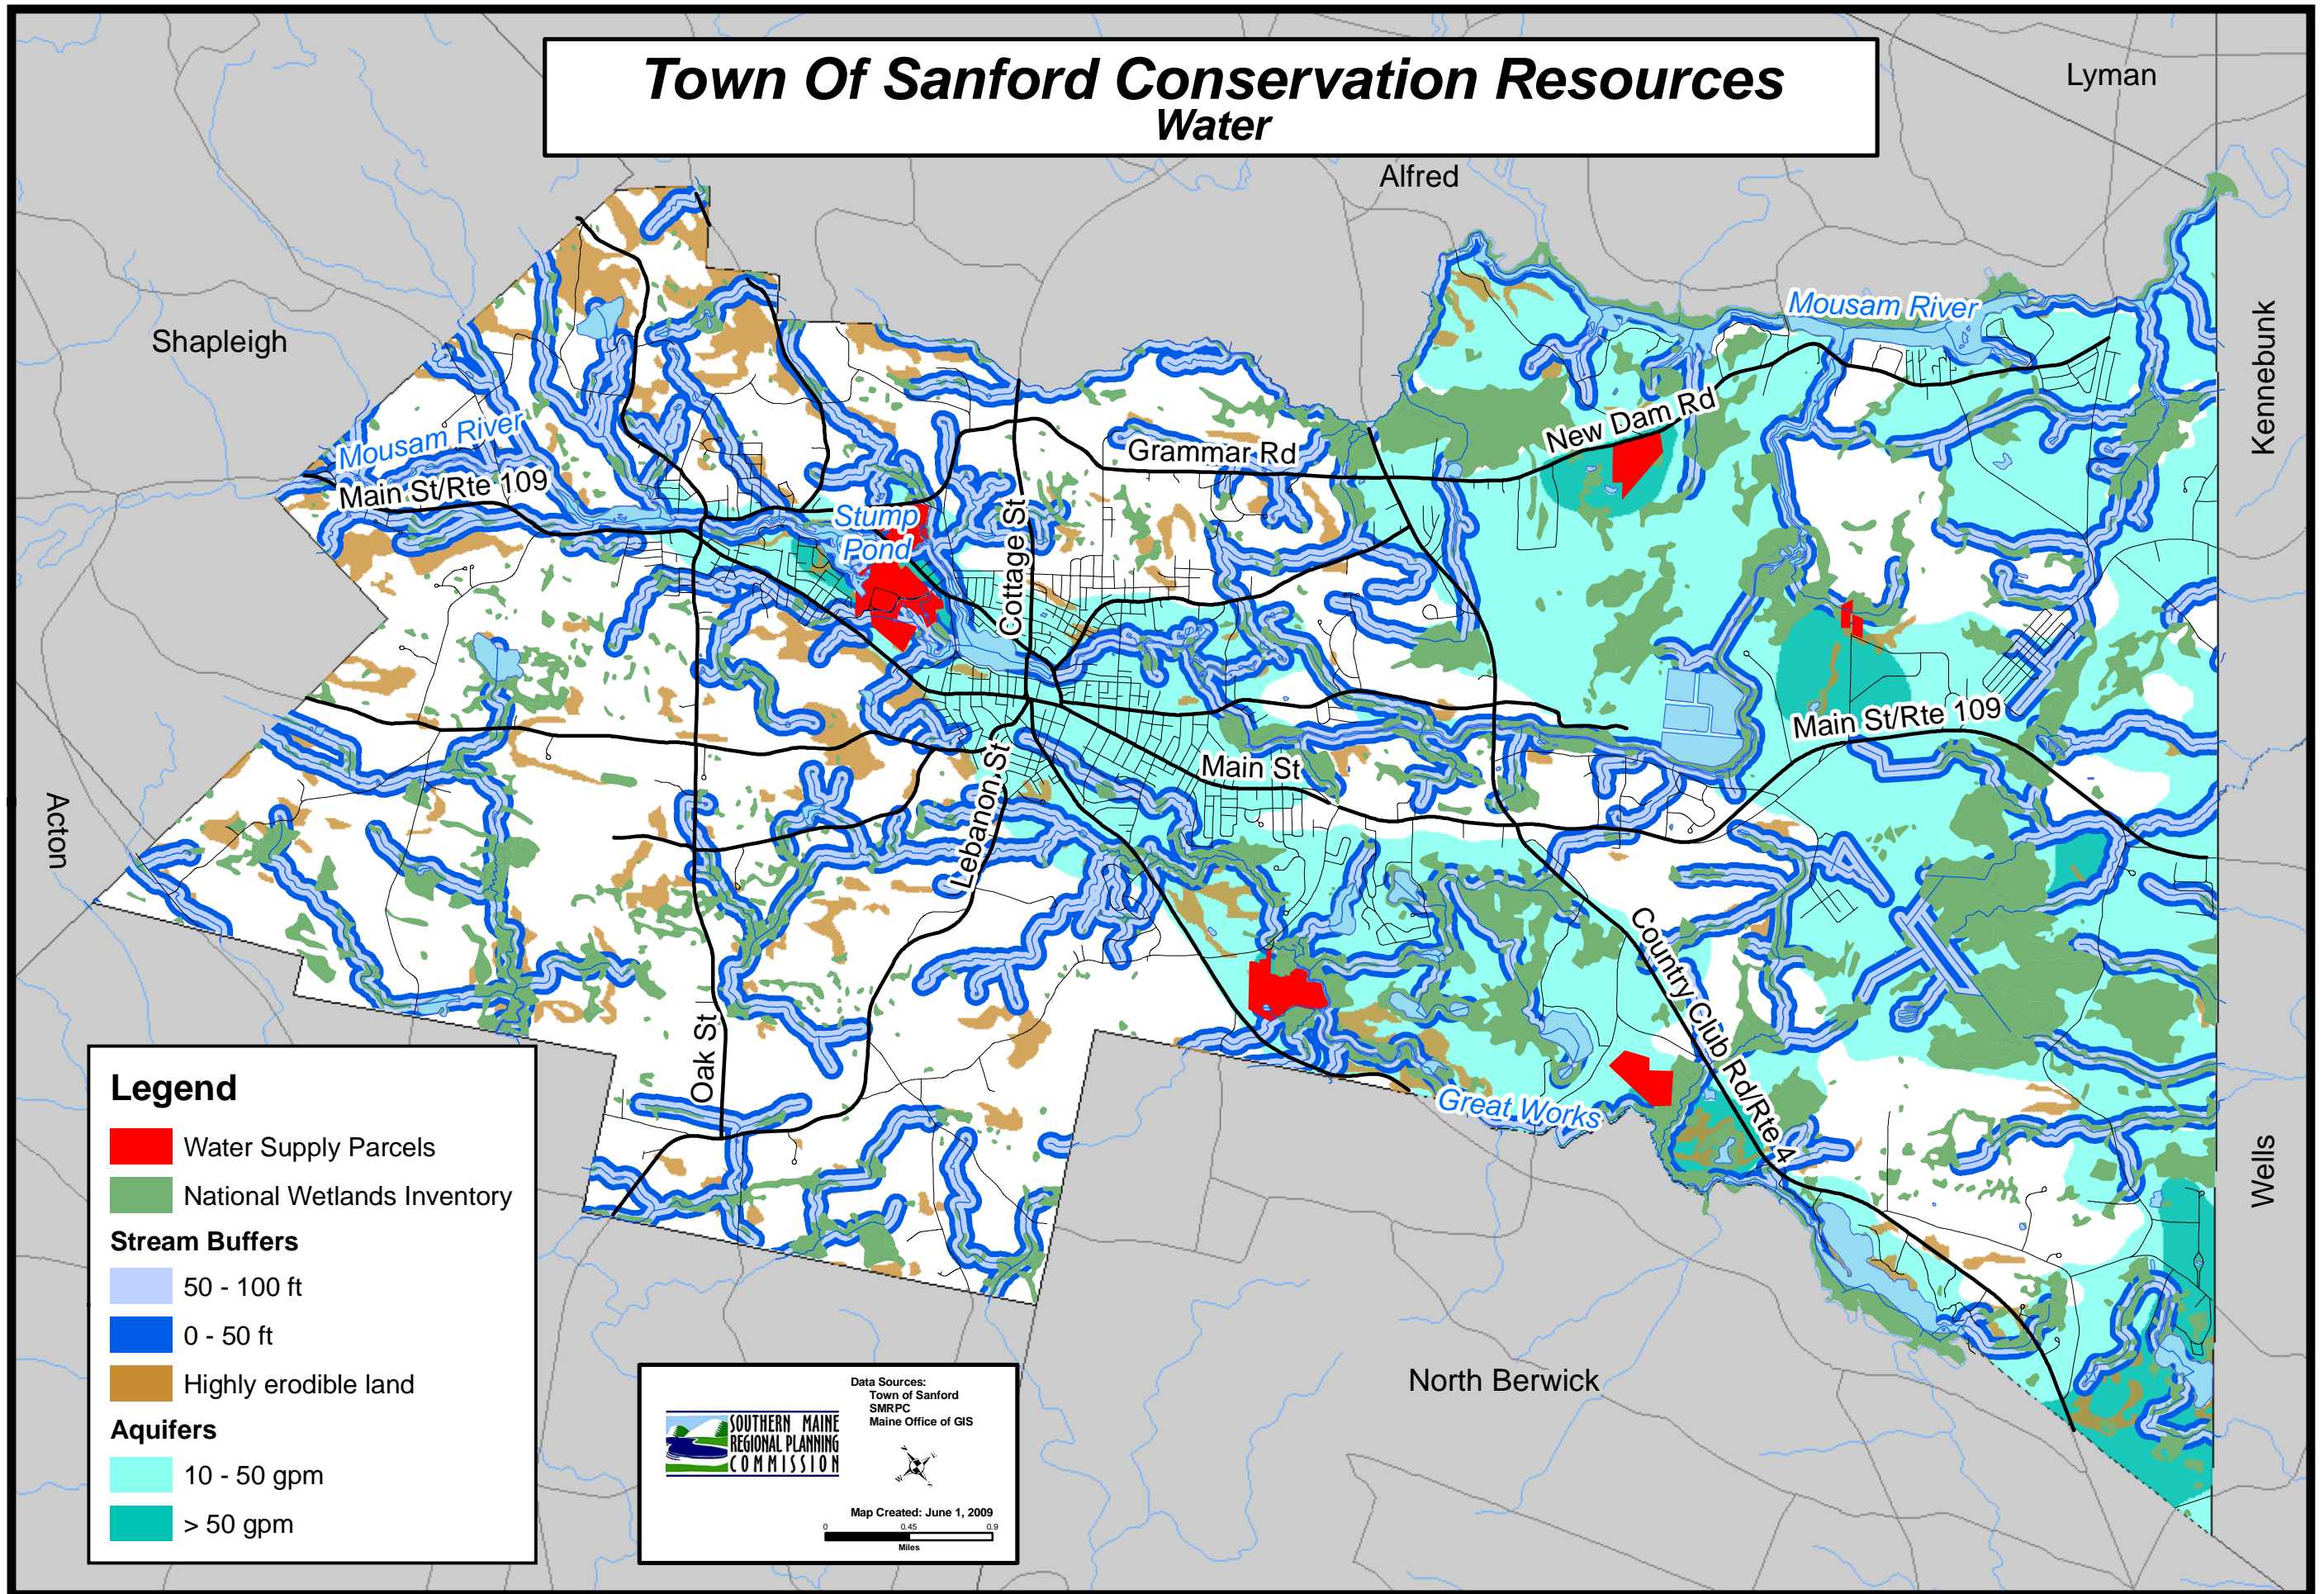 Town Of Sanford Conservation Resources
Water
Lyman
Alfred
Shapleigh
Kennebunk
Acton
Wells
North Berwick
Mousam River
Mousam River
Main St/Rte 109
Grammar Rd
New Dam Rd
Stump
Pond
Cottage St
Main St/Rte 109
Main St
Lebanon St
Oak St
Country Club Rd/Rte 4
Great Works
Legend
Water Supply Parcels
National Wetlands Inventory
Stream Buffers
50 - 100 ft
0 - 50 ft
Highly erodible land
Aquifers
10 - 50 gpm
> 50 gpm
SOUTHERN MAINE
REGIONAL PLANNING
COMMISSION
Data Sources:
Town of Sanford
SMRPC
Maine Office of GIS
N
E
W
S
Map Created: June 1, 2009
0 0.45 0.9
Miles